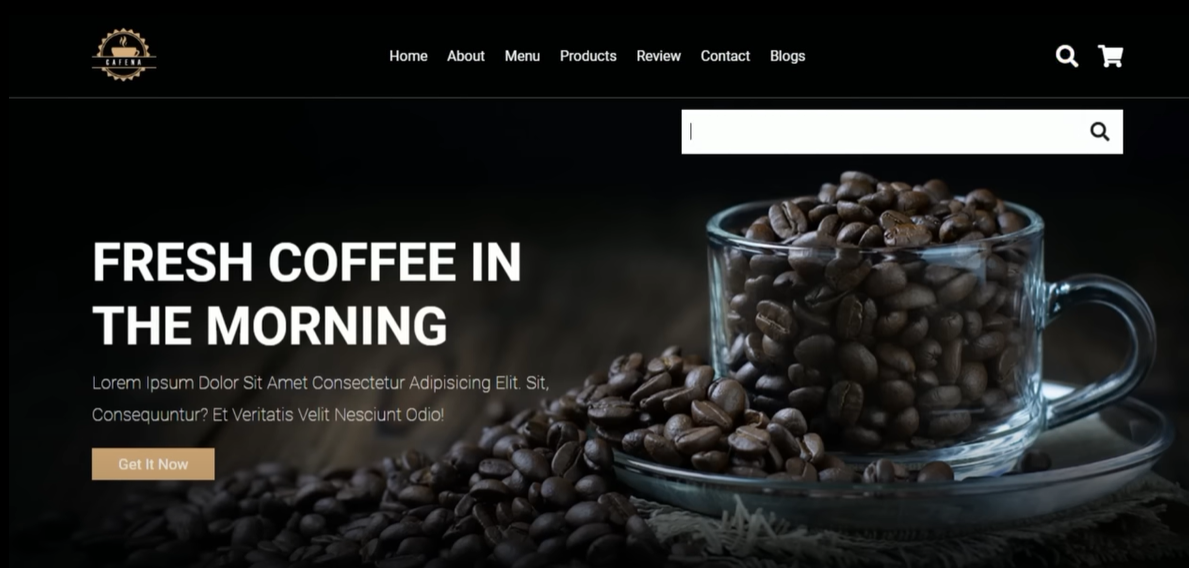 CAFENA
Home About Menu Products Review Contact Blogs
FRESH COFFEE IN
THE MORNING
Lorem Ipsum Dolor Sit Amet Consectetur Adipisicing Elit. Sit,
Consequuntur? Et Veritatis Velit Nesciunt Odio!
Get It Now